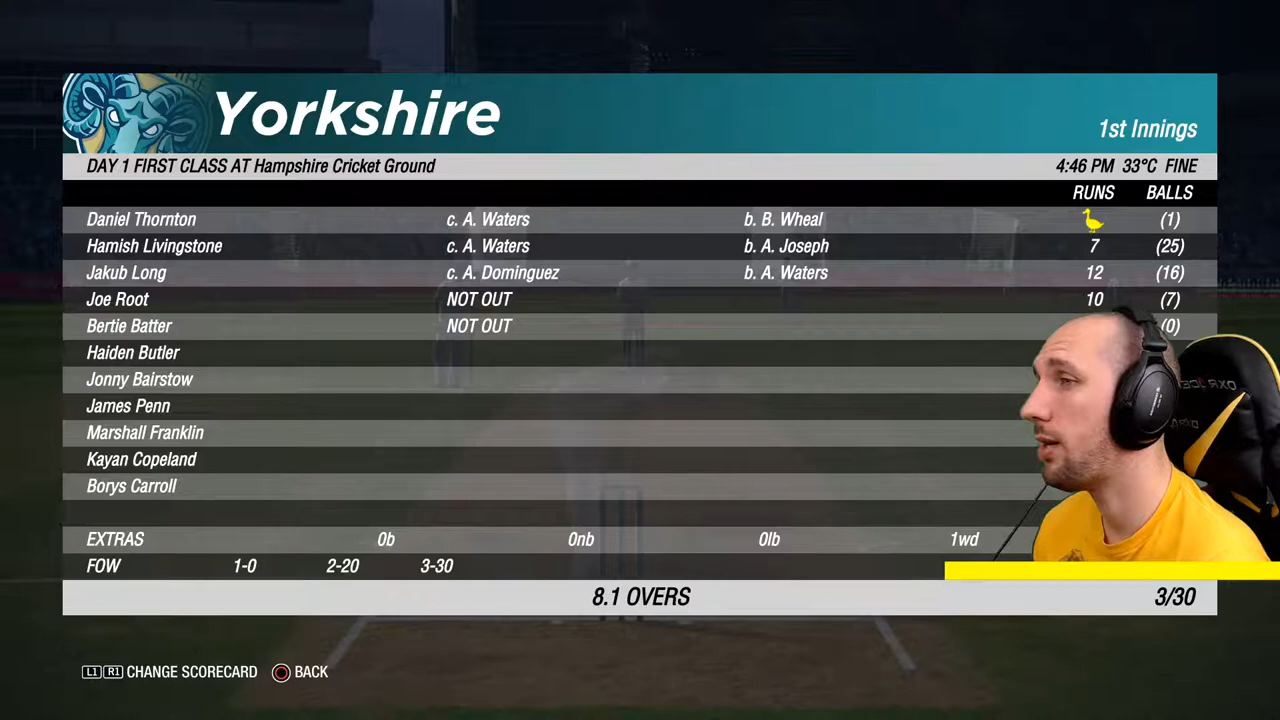 Yorkshire
1st Innings
DAY 1 FIRST CLASS AT Hampshire Cricket Ground 4:46 PM 33°C FINE
RUNS BALLS
Daniel Thornton c. A. Waters b. B. Wheal (1)
Hamish Livingstone c. A. Waters b. A. Joseph 7 (25)
Jakub Long c. A. Dominguez b. A. Waters 12 (16)
Joe Root NOT OUT 10 (7)
Bertie Batter NOT OUT (0)
Haiden Butler
Jonny Bairstow
James Penn
Marshall Franklin
Kayan Copeland
Borys Carroll
EXTRAS 0b 0nb 0lb 1wd
FOW 1-0 2-20 3-30
8.1 OVERS 3/30
L1 R1 CHANGE SCORECARD BACK